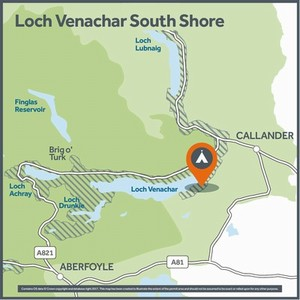 Loch Venachar South Shore
Loch
Lubnaig
Finglas
Reservoir
CALLANDER
Brig o'
Turk
Loch
Achray
Loch Venachar
Loch
Drunkie
A821
ABERFOYLE
A81